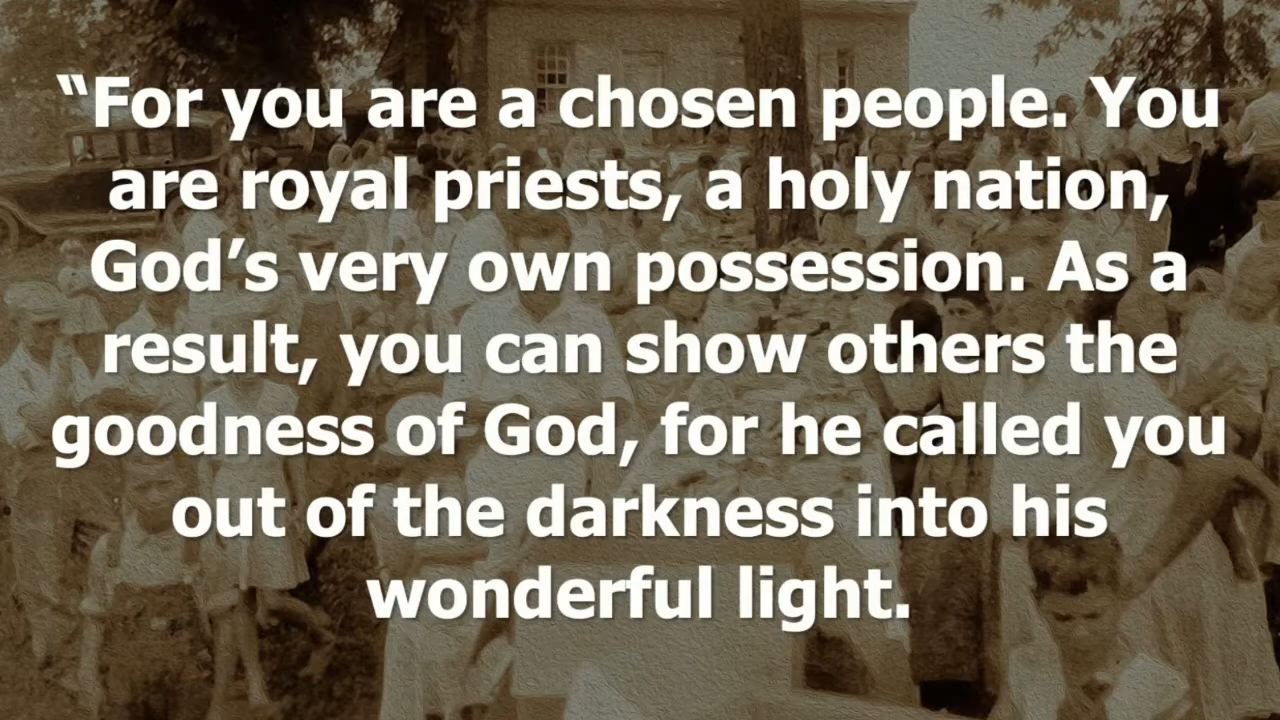 “For you are a chosen people. You
are royal priests, a holy nation,
God’s very own possession. As a
result, you can show others the
goodness of God, for he called you
out of the darkness into his
wonderful light.